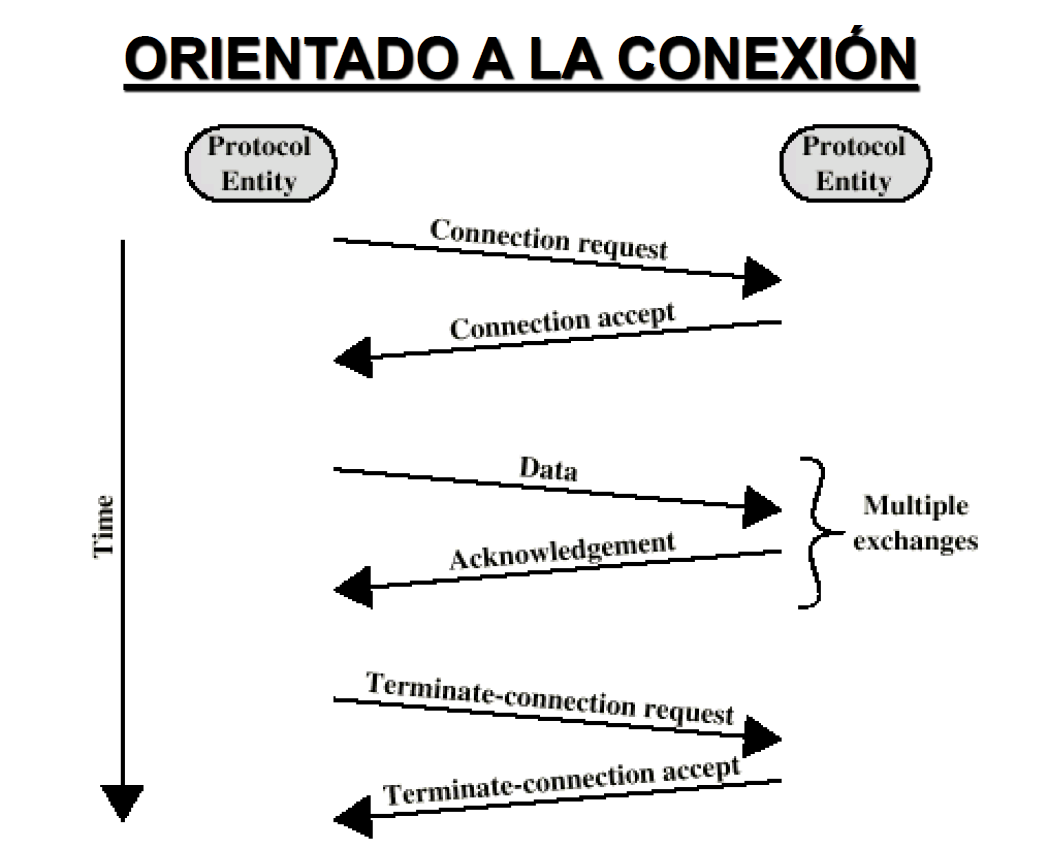 ORIENTADO A LA CONEXIÓN
Protocol
Entity
Protocol
Entity
Connection request
Connection accept
Data
Acknowledgement
Multiple
exchanges
Time
Terminate-connection request
Terminate-connection accept